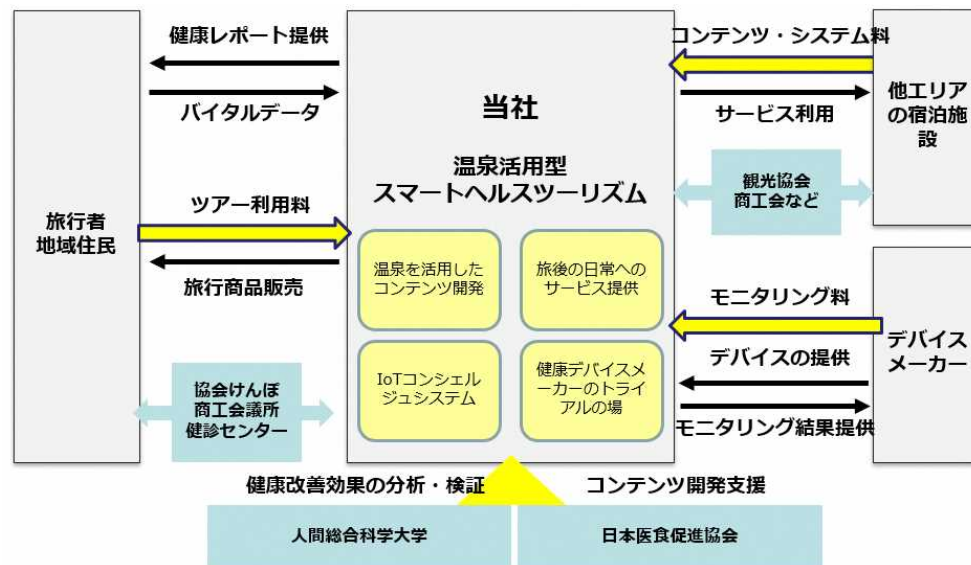 健康レポート提供
バイタルデータ
旅行者
地域住民
ツアー利用料
旅行商品販売
協会けんぽ
商工会議所
健診センター
当社
温泉活用型
スマートヘルスツーリズム
温泉を活用した
コンテンツ開発
旅後の日常への
サービス提供
IoTコンシェル
ジュシステム
健康デバイスメ
ーカーのトライ
アルの場
コンテンツ・システム料
サービス利用
他エリア
の宿泊施
設
観光協会
商工会など
モニタリング料
デバイスの提供
モニタリング結果提供
デバイス
メーカー
健康改善効果の分析・検証
コンテンツ開発支援
人間総合科学大学
日本医食促進協会